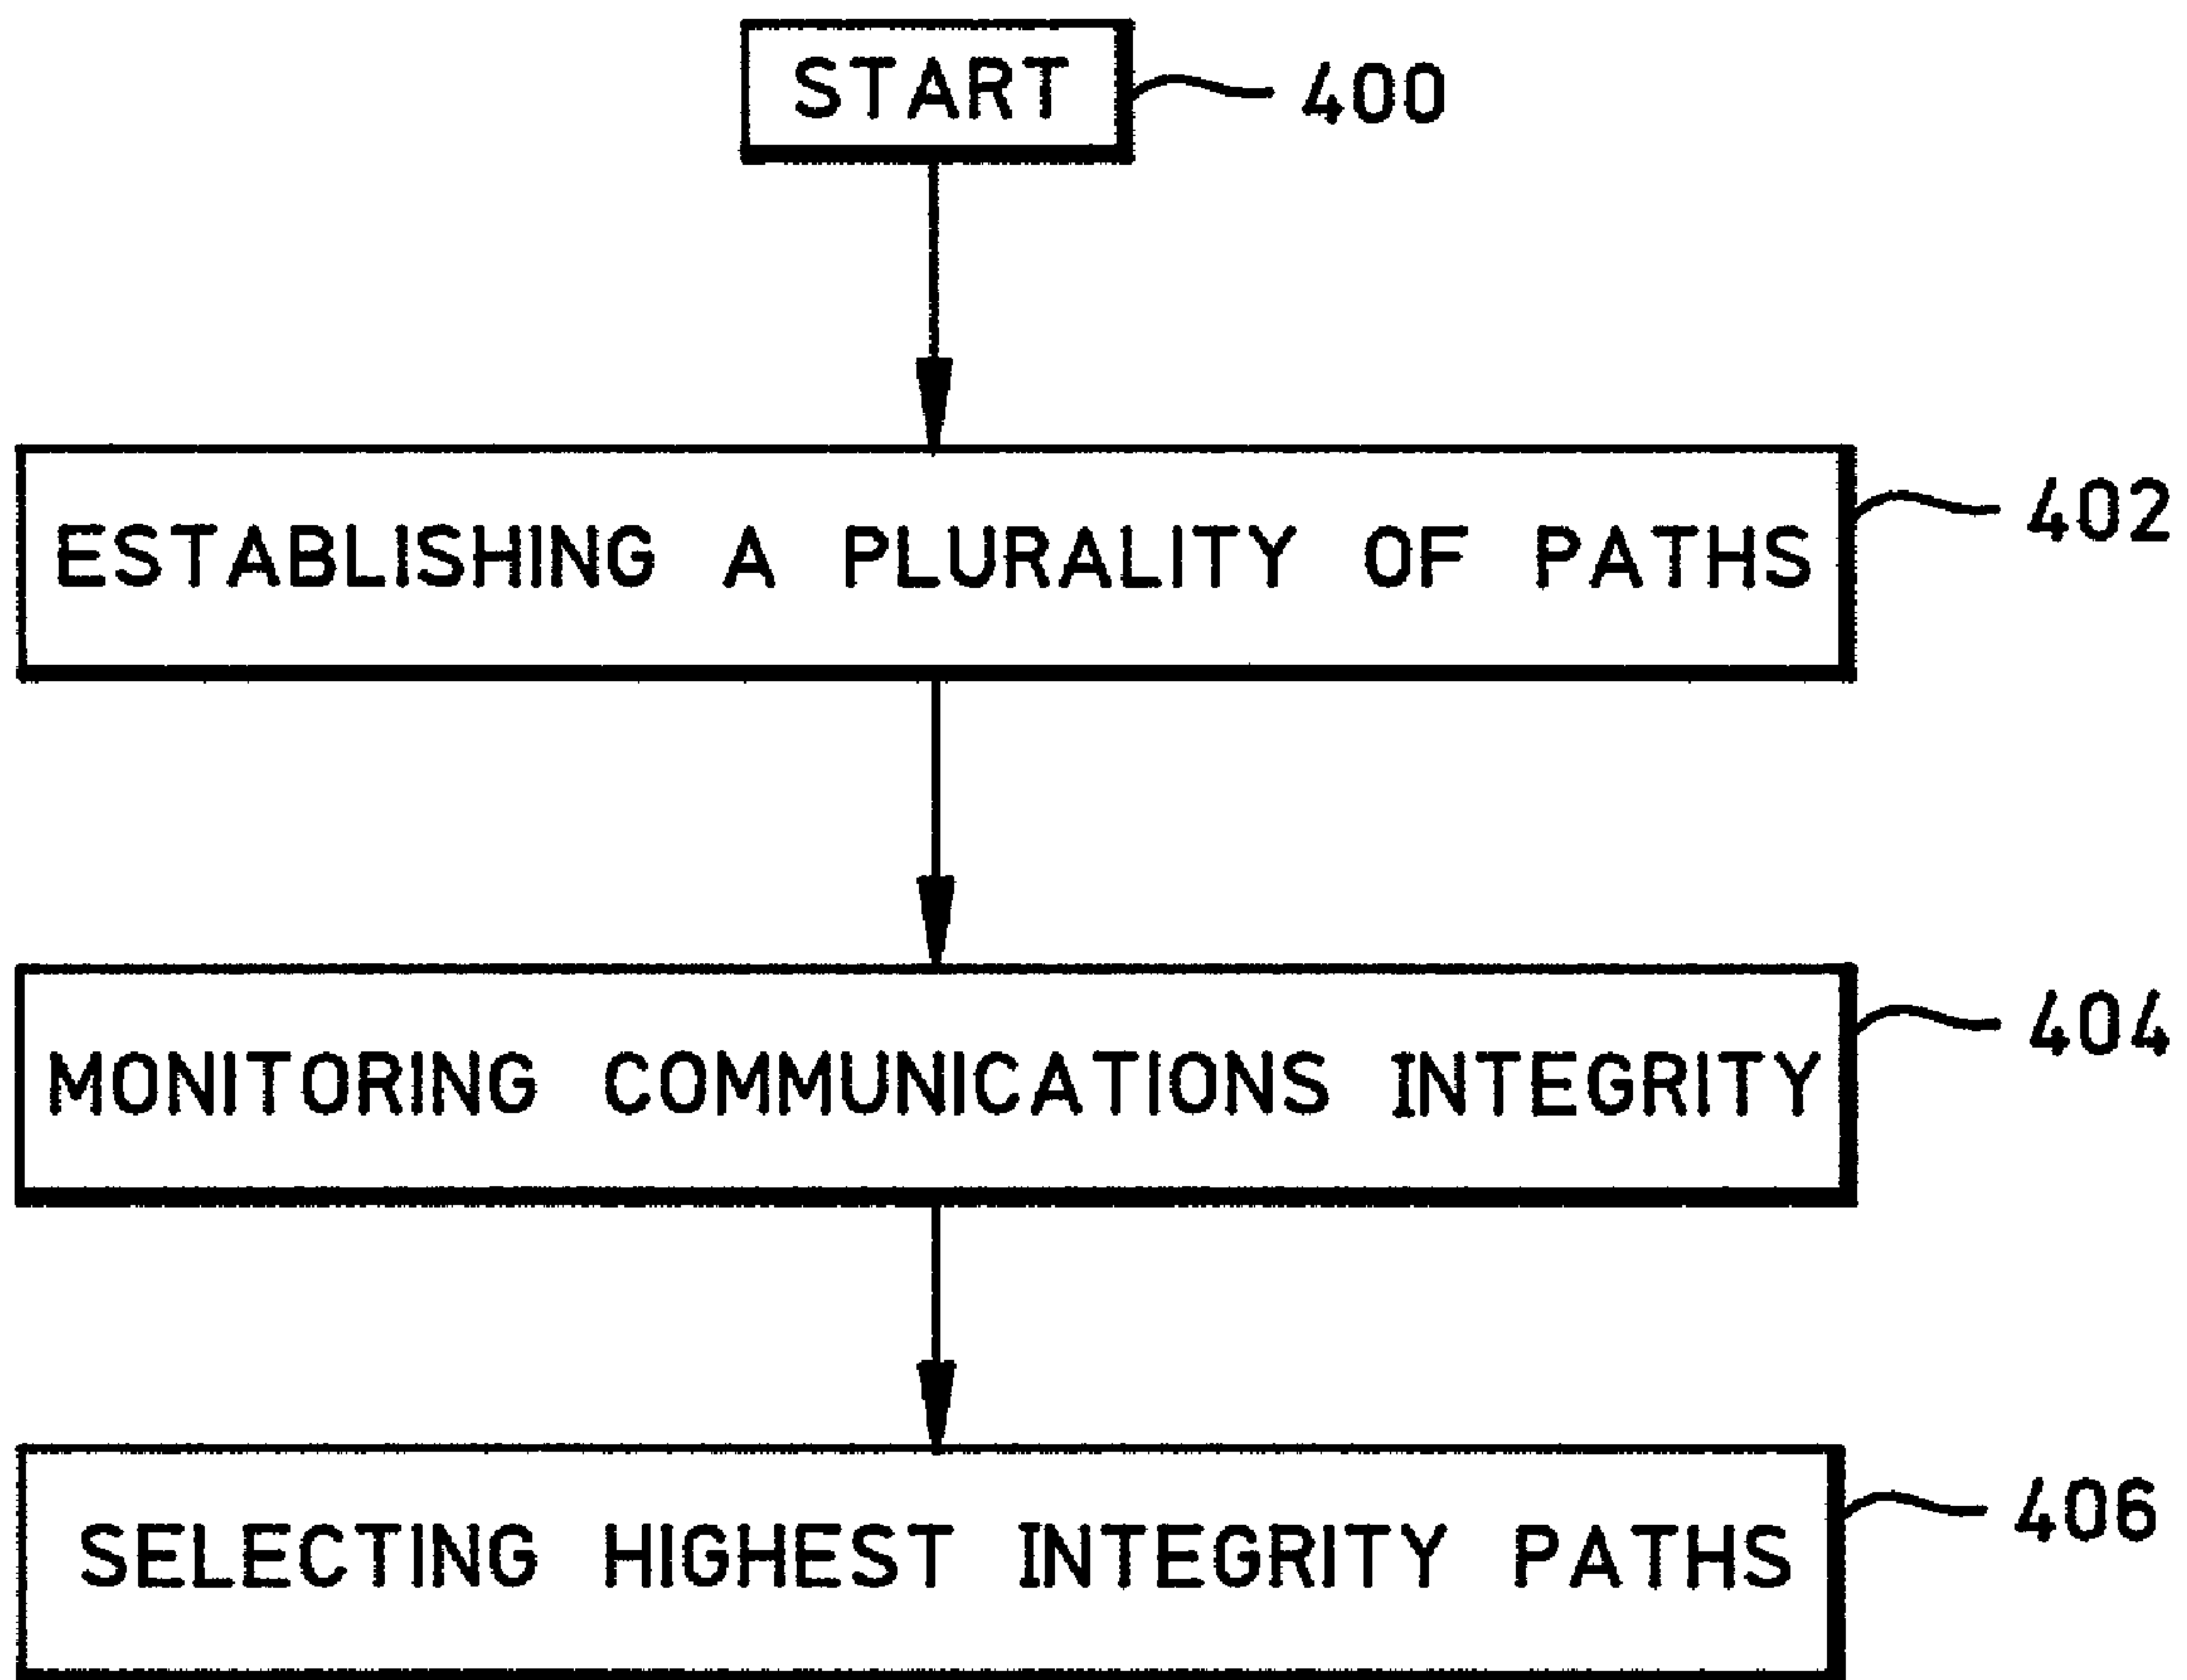 START
400
ESTABLISHING A PLURALITY OF PATHS
402
MONITORING COMMUNICATIONS INTEGRITY
404
SELECTING HIGHEST INTEGRITY PATHS
406